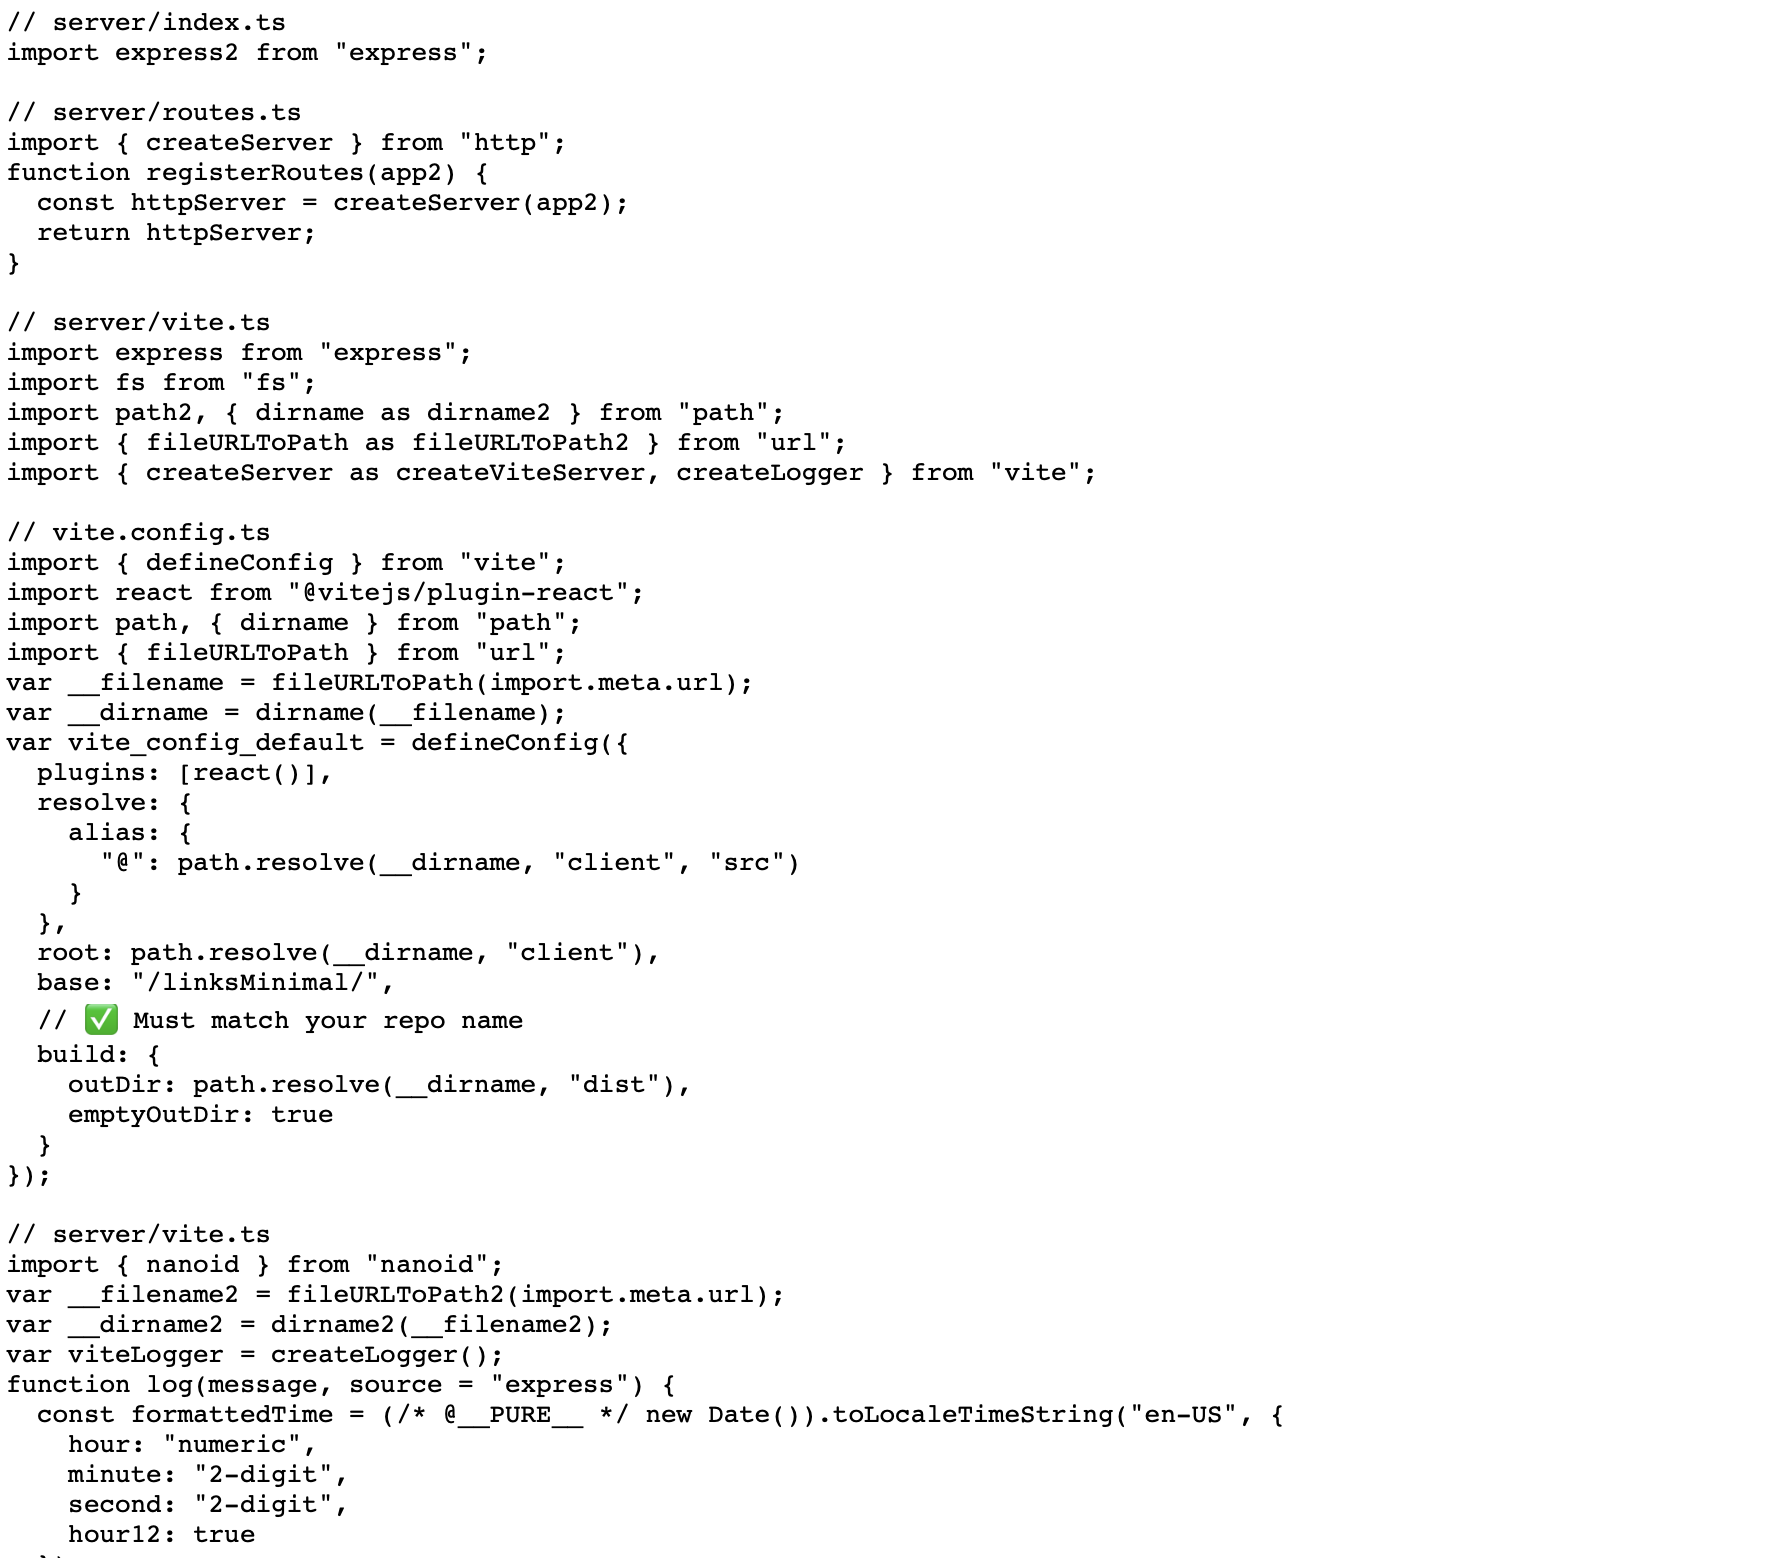 // server/index.ts
import express2 from "express";

// server/routes.ts
import { createServer } from "http";
function registerRoutes(app2) {
  const httpServer = createServer(app2);
  return httpServer;
}

// server/vite.ts
import express from "express";
import fs from "fs";
import path2, { dirname as dirname2 } from "path";
import { fileURLToPath as fileURLToPath2 } from "url";
import { createServer as createViteServer, createLogger } from "vite";

// vite.config.ts
import { defineConfig } from "vite";
import react from "@vitejs/plugin-react";
import path, { dirname } from "path";
import { fileURLToPath } from "url";
var __filename = fileURLToPath(import.meta.url);
var __dirname = dirname(__filename);
var vite_config_default = defineConfig({
  plugins: [react()],
  resolve: {
    alias: {
      "@": path.resolve(__dirname, "client", "src")
    }
  },
  root: path.resolve(__dirname, "client"),
  base: "/linksMinimal/",
  // ✅ Must match your repo name
  build: {
    outDir: path.resolve(__dirname, "dist"),
    emptyOutDir: true
  }
});

// server/vite.ts
import { nanoid } from "nanoid";
var __filename2 = fileURLToPath2(import.meta.url);
var __dirname2 = dirname2(__filename2);
var viteLogger = createLogger();
function log(message, source = "express") {
  const formattedTime = (/* @__PURE__ */ new Date()).toLocaleTimeString("en-US", {
    hour: "numeric",
    minute: "2-digit",
    second: "2-digit",
    hour12: true